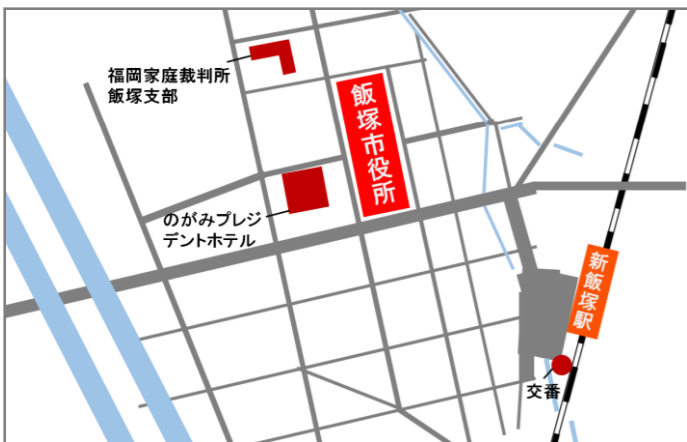 福岡家庭裁判所
飯塚支部
飯塚市役所
のがみプレジ
デントホテル
新飯塚駅
交番